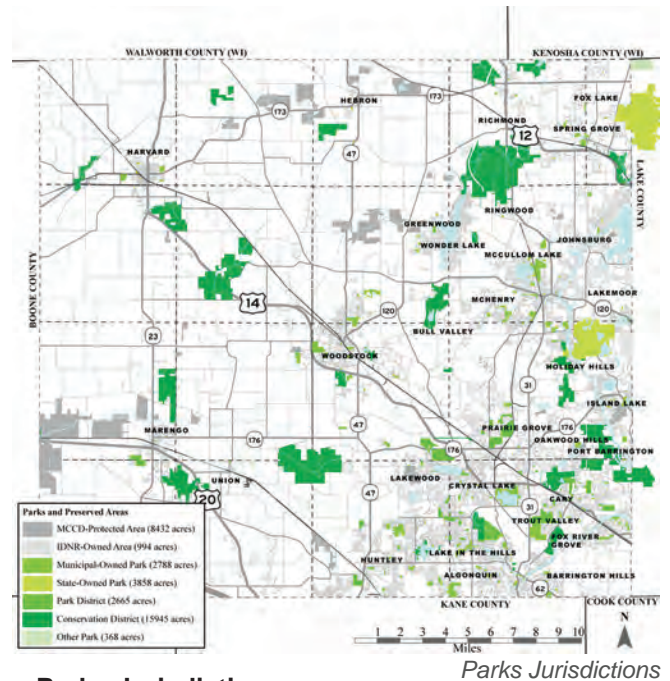 WALWORTH COUNTY (WI)
KENOSHA COUNTY (WI)
FOX LAKE
173
HEBRON
173
RICHMOND
SPRING GROVE
12
HARVARD
47
LAKE COUNTY
RINGWOOD
GREENWOOD
WONDER LAKE
JOHNSBURG
MCCULLOM LAKE
BOONE COUNTY
14
LAKEMOOR
MCHENRY
120
120
BULL VALLEY
23
WOODSTOCK
HOLIDAY HILLS
31
ISLAND LAKE
47
PRAIRIE GROVE
176
MARENGO
176
176
OAKWOOD HILLS
PORT BARRINGTON
UNION
LAKEWOOD
CRYSTAL LAKE
20
47
CARY
31
TROUT VALLEY
FOX RIVER
GROVE
LAKE IN THE HILLS
HUNTLEY
ALGONQUIN
BARRINGTON HILLS
62
Parks and Preserved Areas
MCCD-Protected Area (8432 acres)
IDNR-Owned Area (994 acres)
Municipal-Owned Park (2788 acres)
State-Owned Park (3858 acres)
Park District (2665 acres)
Conservation District (15945 acres)
Other Park (368 acres)
KANE COUNTY
COOK COUNTY
N
1 2 3 4 5 6 7 8 9 10
Miles
Parks Jurisdictions